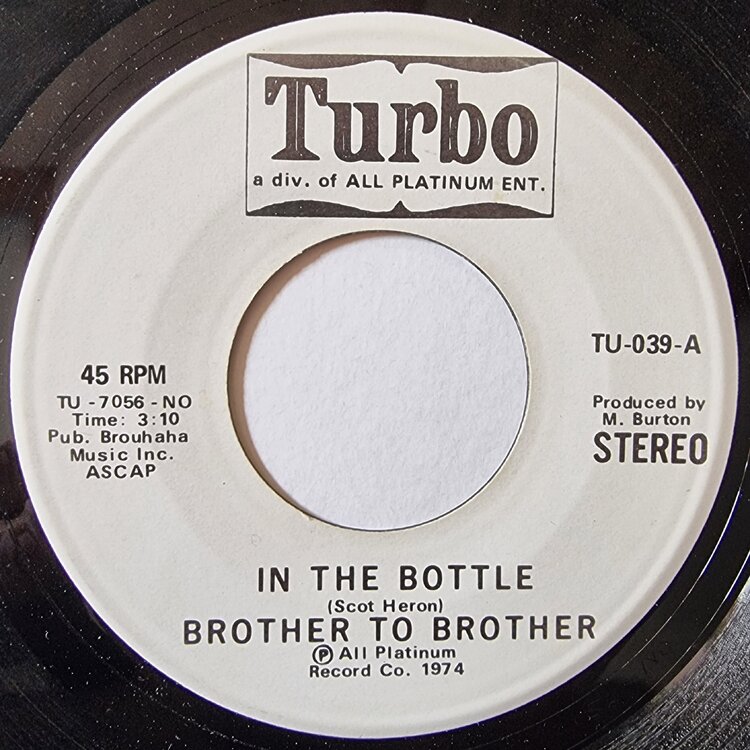 Turbo
a div. of ALL PLATINUM ENT.
TU-039-A
45 RPM
TU-7056-NO
Time: 3:10
Pub. Brouhaha
Music Inc.
ASCAP
Produced by
M. Burton
STEREO
IN THE BOTTLE
(Scot Heron)
BROTHER TO BROTHER
Ⓟ All Platinum
Record Co. 1974